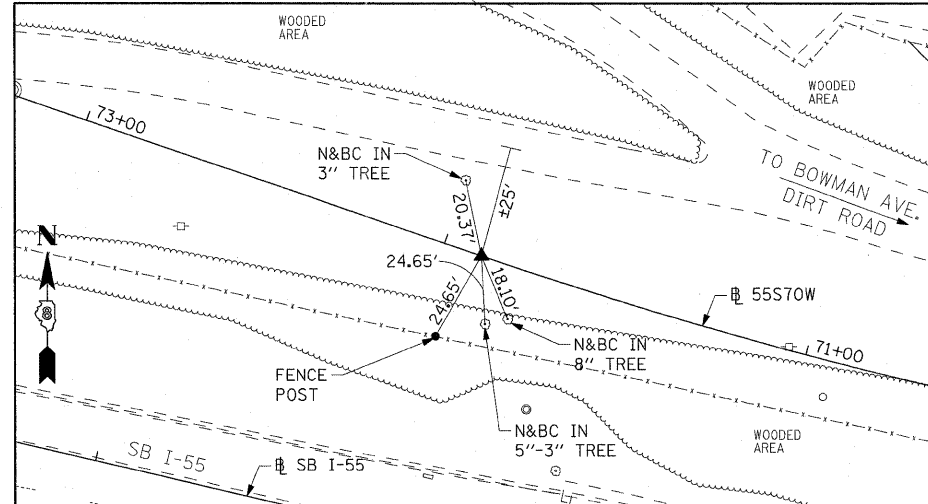 WOODED
AREA
WOODED
AREA
73+00
N&BC IN
3" TREE
TO BOWMAN AVE.
DIRT ROAD
±25'
20.37'
N
24.65'
18.10'
24.65'
8
℄ 55S70W
N&BC IN
8" TREE
71+00
FENCE
POST
N&BC IN
5"-3" TREE
WOODED
AREA
SB I-55
℄ SB I-55